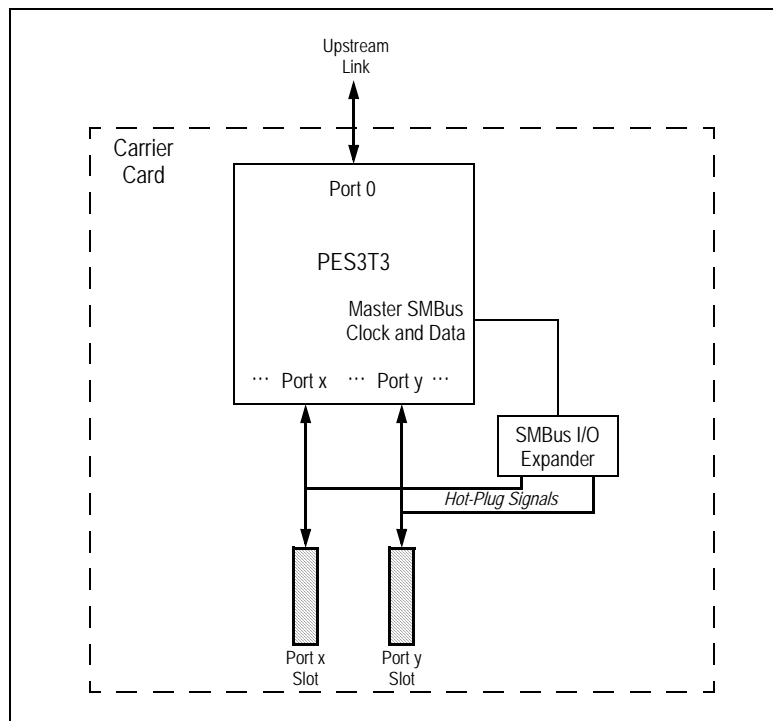 Upstream
Link
Carrier
Card
Port 0
PES3T3
Master SMBus
Clock and Data
... Port x ... Port y ...
SMBus I/O
Expander
Hot-Plug Signals
Port x
Slot
Port y
Slot